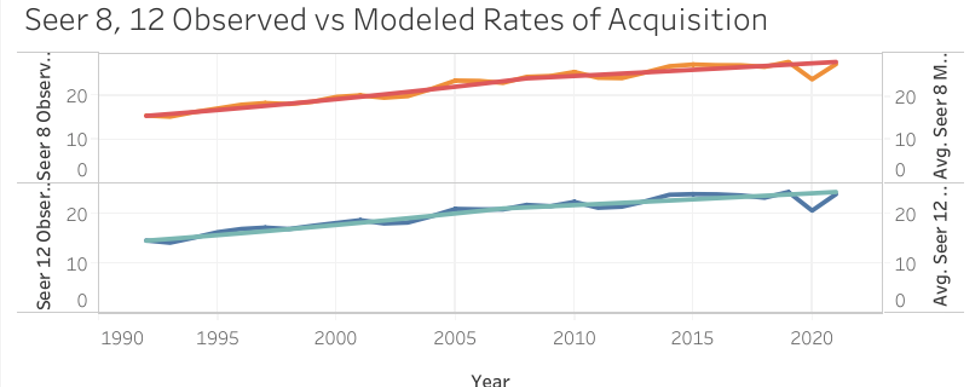 Seer 8, 12 Observed vs Modeled Rates of Acquisition
Seer 8 Observ..
20
10
0
20
10
0
Avg. Seer 8 M..
Seer 12 Obser..
20
10
0
20
10
0
Avg. Seer 12 ..
1990 1995 2000 2005 2010 2015 2020
Year